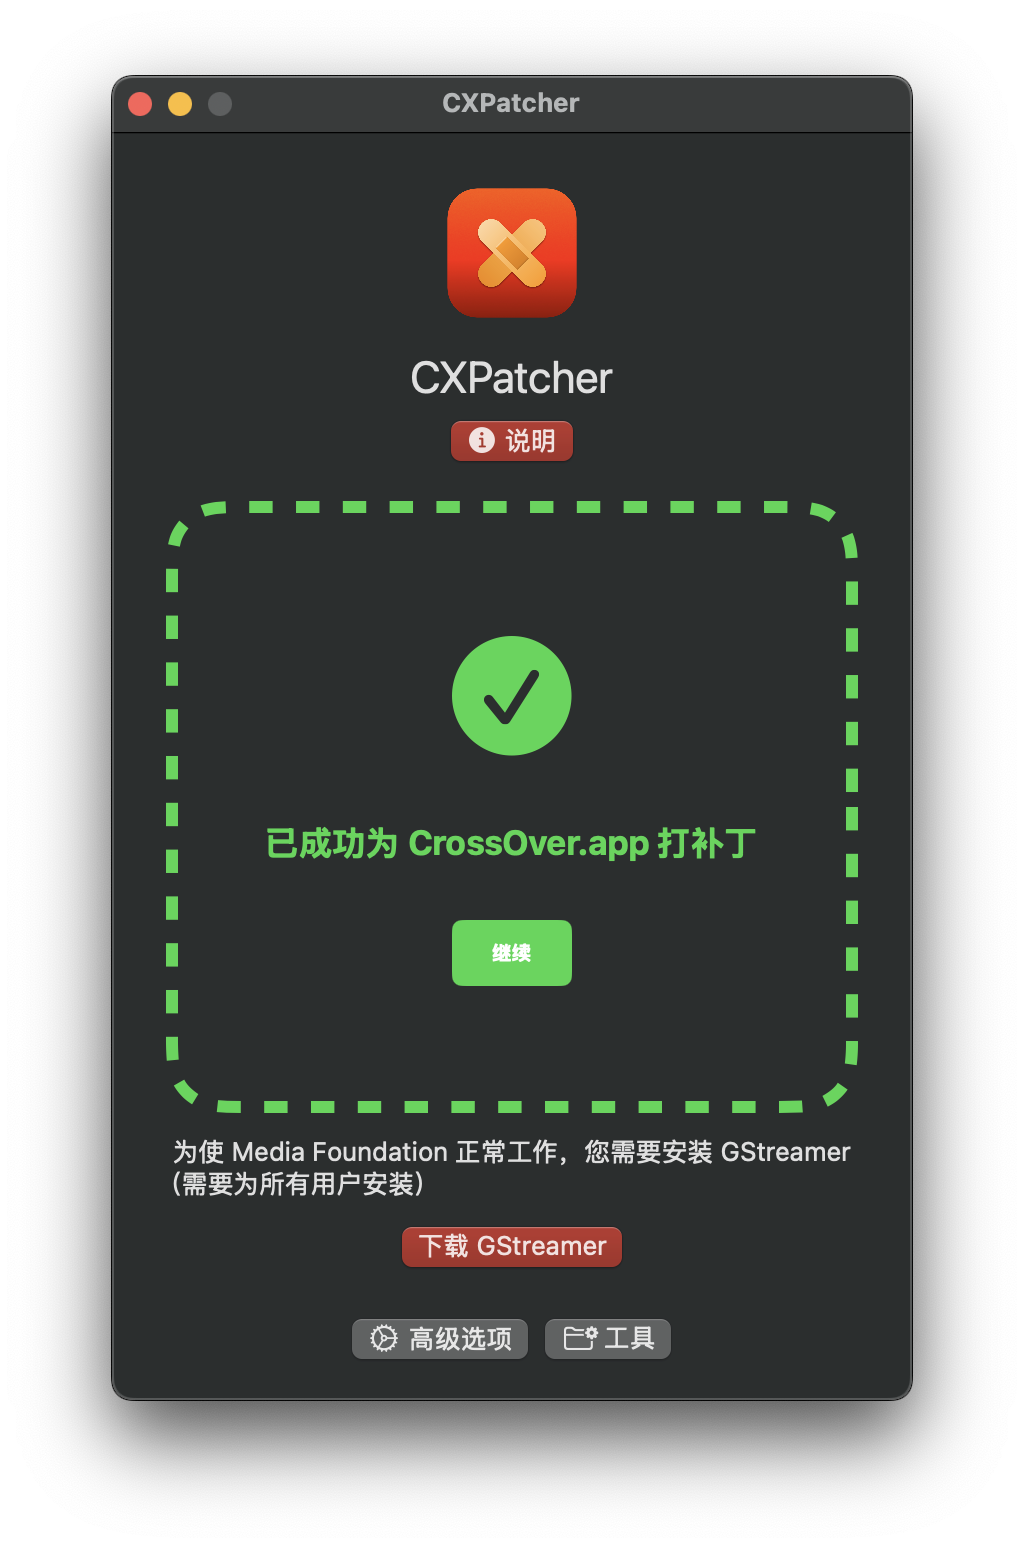 CXPatcher
CXPatcher
说明
已成功为 CrossOver.app 打补丁
继续
为使 Media Foundation 正常工作，您需要安装 GStreamer
(需要为所有用户安装)
下载 GStreamer
高级选项
工具